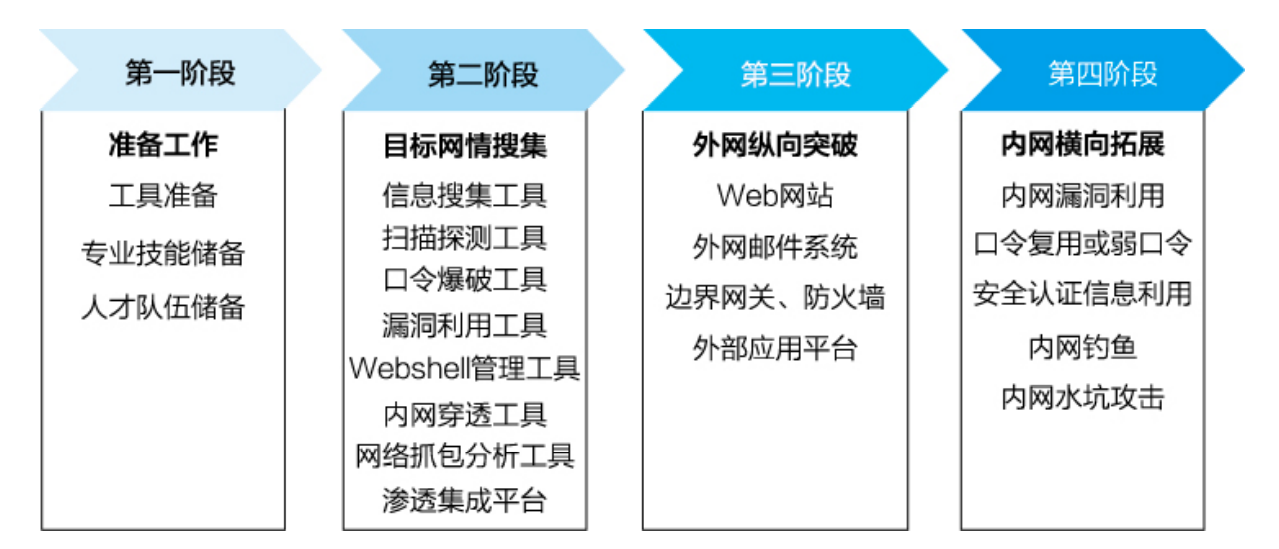 第一阶段
准备工作
工具准备
专业技能储备
人才队伍储备
第二阶段
目标网情搜集
信息搜集工具
扫描探测工具
口令爆破工具
漏洞利用工具
Webshell管理工具
内网穿透工具
网络抓包分析工具
渗透集成平台
第三阶段
外网纵向突破
Web网站
外网邮件系统
边界网关、防火墙
外部应用平台
第四阶段
内网横向拓展
内网漏洞利用
口令复用或弱口令
安全认证信息利用
内网钓鱼
内网水坑攻击